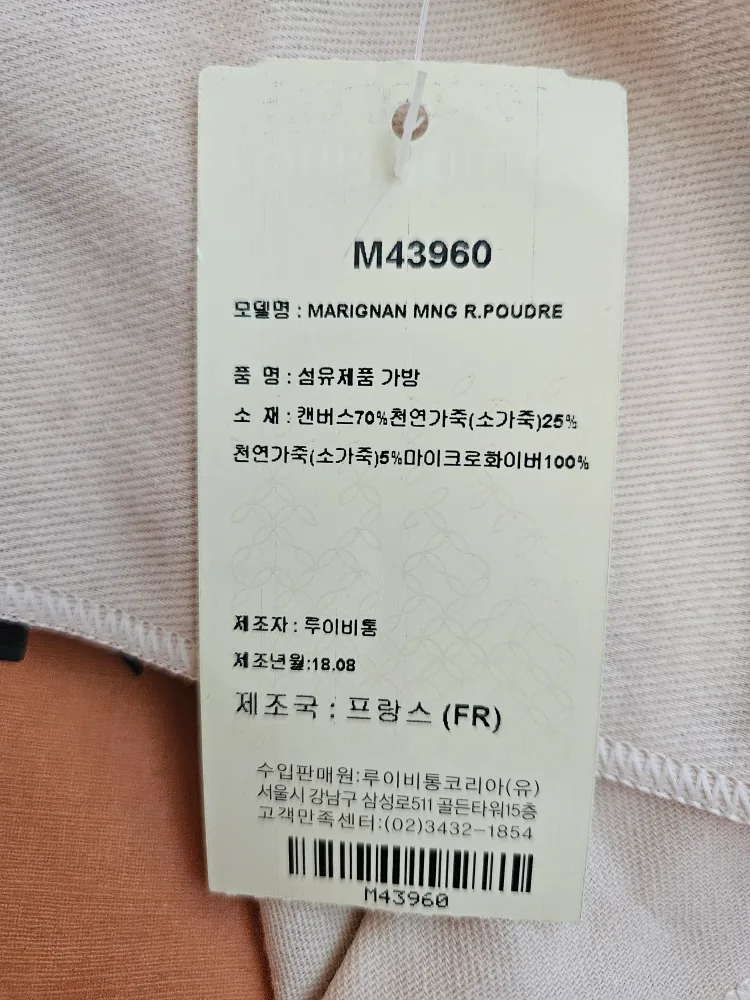 M43960
모델명 : MARIGNAN MNG R.POUDRE
품 명 : 섬유제품 가방
소 재 : 캔버스70%천연가죽(소가죽)25%
천연가죽(소가죽)5%마이크로화이버100%
제조자 : 루이비통
제조년월:18.08
제조국 : 프랑스 (FR)
수입판매원:루이비통코리아(유)
서울시 강남구 삼성로511 골든타워15층
고객만족센터:(02)3432-1854
M43960